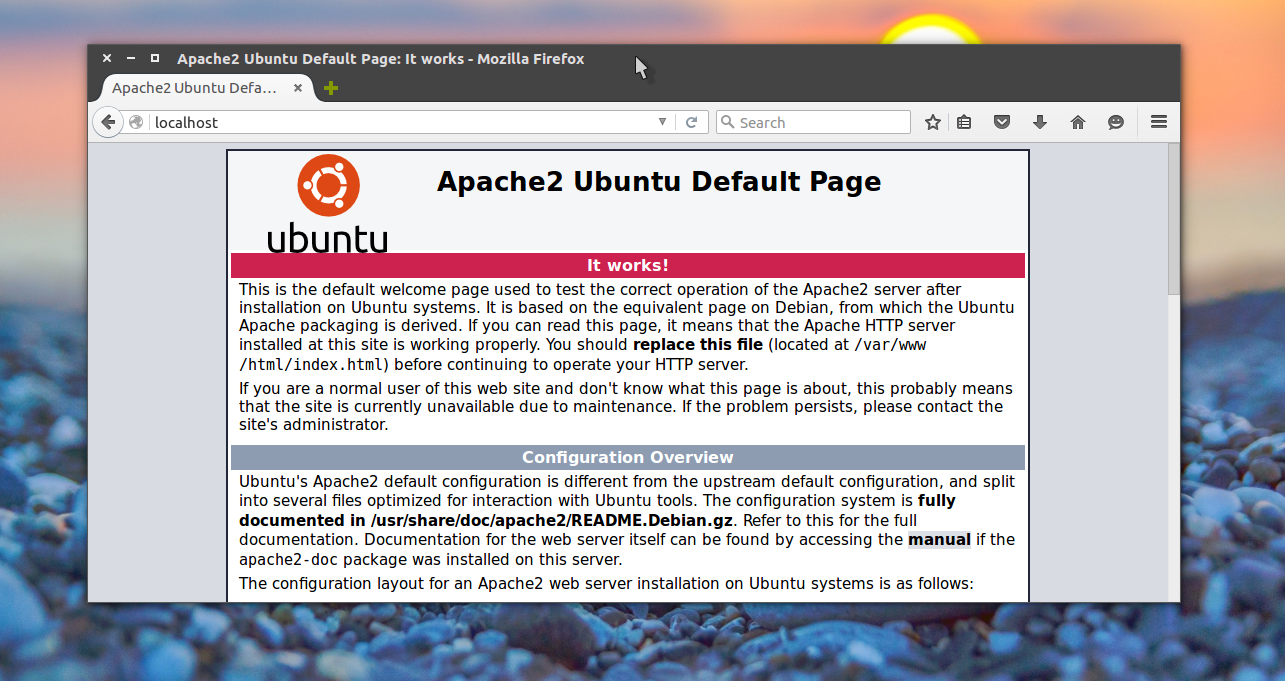 Apache2 Ubuntu Default Page: It works - Mozilla Firefox
Apache2 Ubuntu Defa...
localhost
Search
ubuntu
Apache2 Ubuntu Default Page
It works!
This is the default welcome page used to test the correct operation of the Apache2 server after
installation on Ubuntu systems. It is based on the equivalent page on Debian, from which the Ubuntu
Apache packaging is derived. If you can read this page, it means that the Apache HTTP server
installed at this site is working properly. You should replace this file (located at /var/www
/html/index.html) before continuing to operate your HTTP server.
If you are a normal user of this web site and don't know what this page is about, this probably means
that the site is currently unavailable due to maintenance. If the problem persists, please contact the
site's administrator.
Configuration Overview
Ubuntu's Apache2 default configuration is different from the upstream default configuration, and split
into several files optimized for interaction with Ubuntu tools. The configuration system is fully
documented in /usr/share/doc/apache2/README.Debian.gz. Refer to this for the full
documentation. Documentation for the web server itself can be found by accessing the manual if the
apache2-doc package was installed on this server.
The configuration layout for an Apache2 web server installation on Ubuntu systems is as follows: